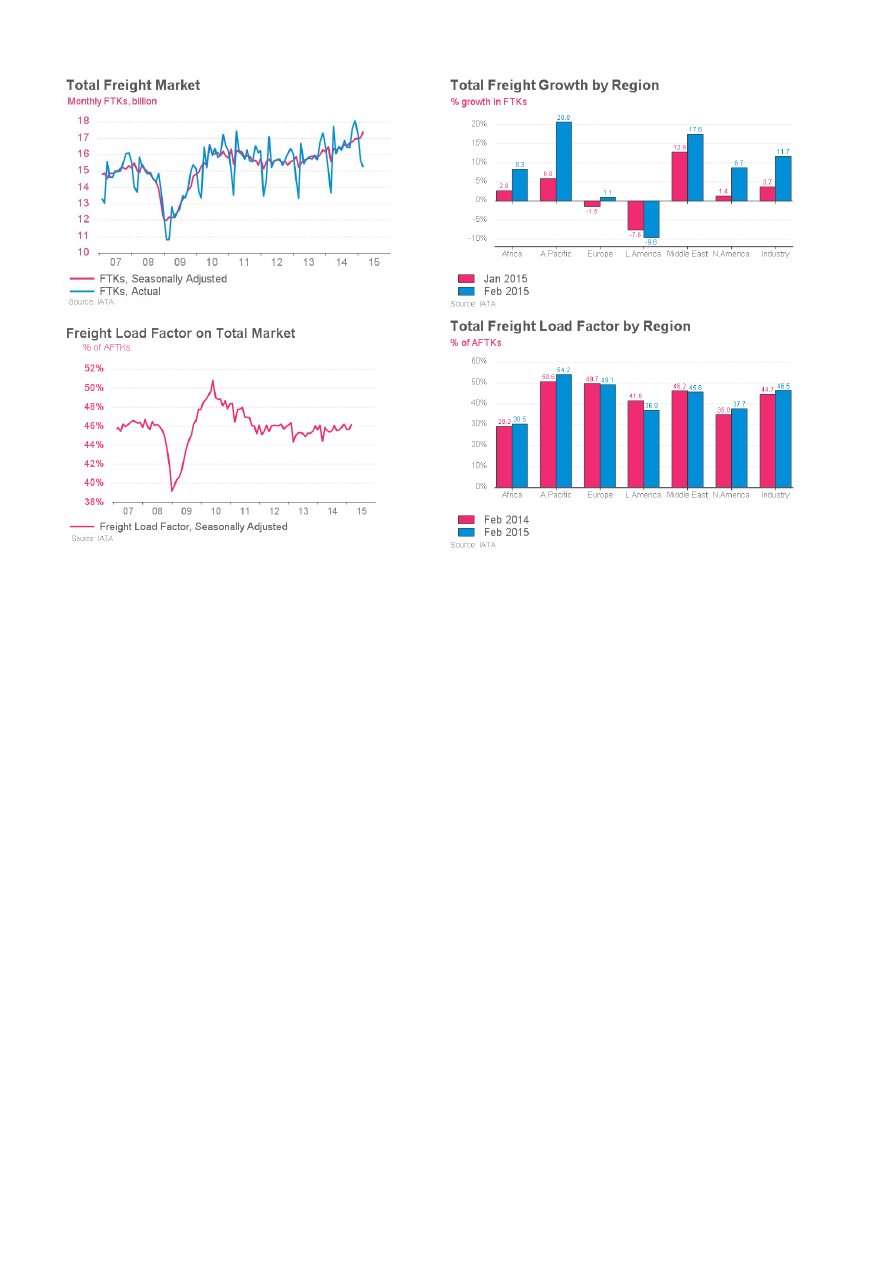 Total Freight Market
Monthly FTKs, billion
18
17
16
15
14
13
12
11
10
07 08 09 10 11 12 13 14 15
FTKs, Seasonally Adjusted
FTKs, Actual
Source: IATA
Total Freight Growth by Region
% growth in FTKs
20%
15%
10%
5%
0%
-5%
-10%
2.8 8.3 6.0 20.8 -1.5 1.1 -7.6 -9.6 12.9 17.6 1.4 8.7 3.7 11.7
Africa A.Pacific Europe L.America Middle East N.America Industry
Jan 2015
Feb 2015
Source: IATA
Freight Load Factor on Total Market
% of AFTKs
52%
50%
48%
46%
44%
42%
40%
38%
07 08 09 10 11 12 13 14 15
Freight Load Factor, Seasonally Adjusted
Source: IATA
Total Freight Load Factor by Region
% of AFTKs
60%
50%
40%
30%
20%
10%
0%
29.3 30.5 50.6 54.2 49.7 49.1 41.6 36.9 46.2 45.6 35.0 37.7 44.7 46.5
Africa A.Pacific Europe L.America Middle East N.America Industry
Feb 2014
Feb 2015
Source: IATA